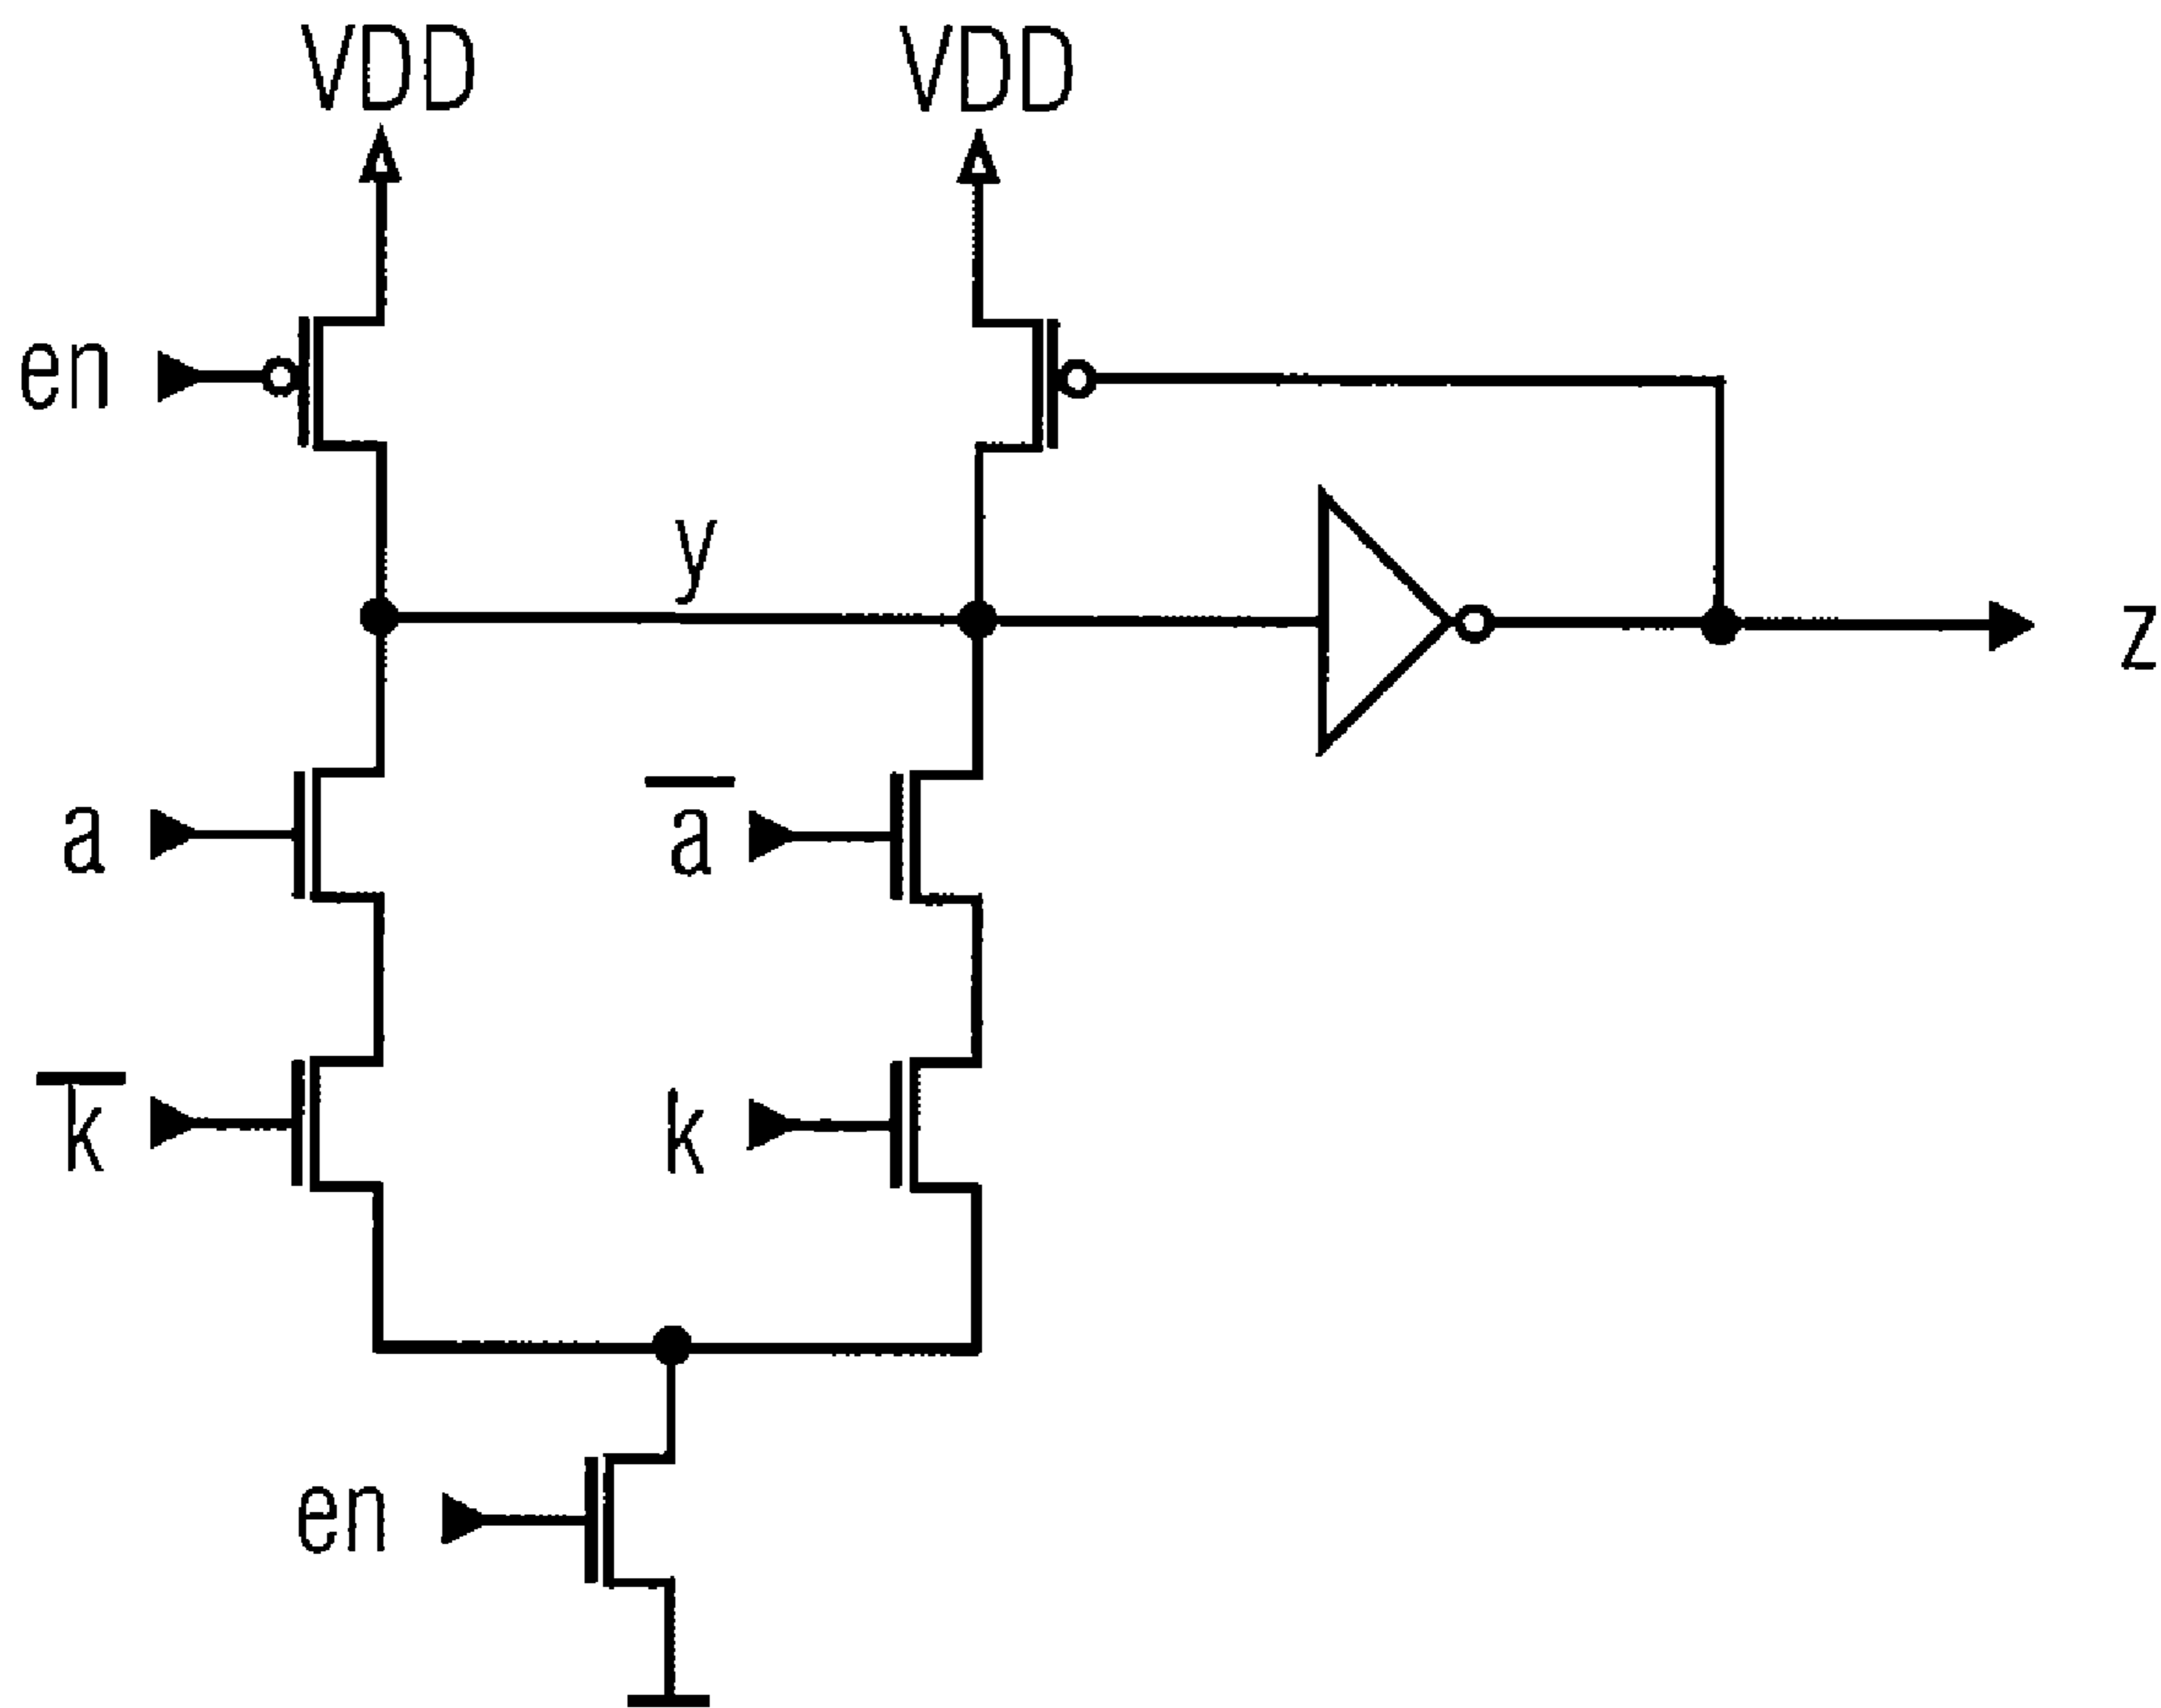 VDD VDD
en
y
z
a a̅
k̅ k
en